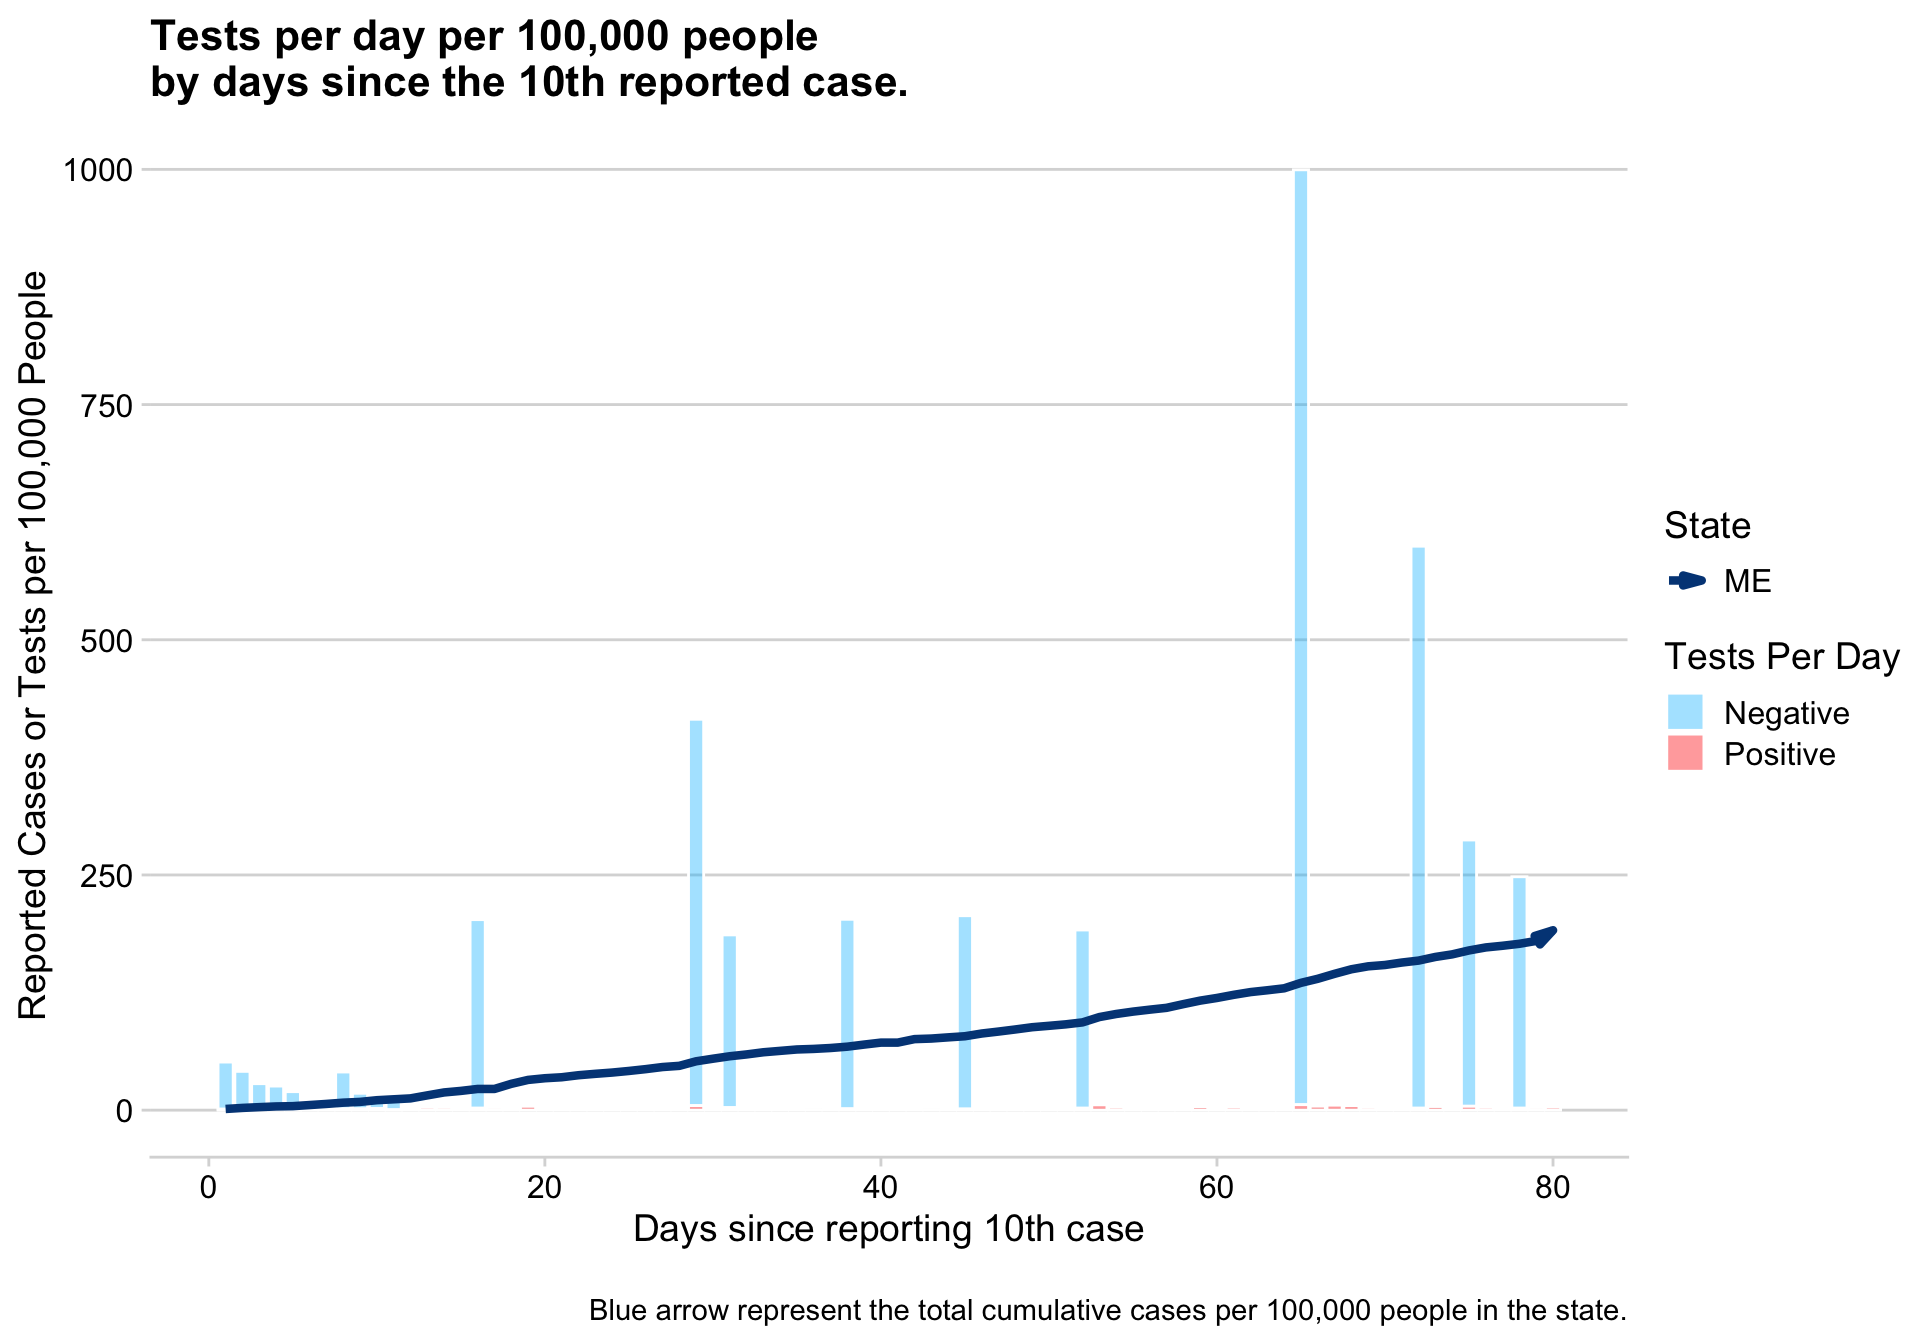 Tests per day per 100,000 people
by days since the 10th reported case.
1000
750
500
250
0
Reported Cases or Tests per 100,000 People
0 20 40 60 80
Days since reporting 10th case
State
ME
Tests Per Day
Negative
Positive
Blue arrow represent the total cumulative cases per 100,000 people in the state.